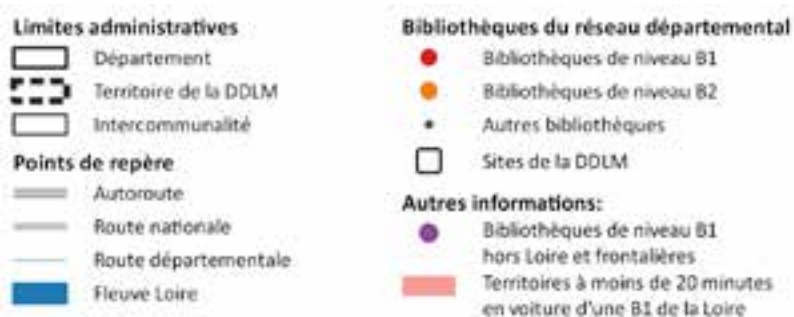 Limites administratives
Département
Territoire de la DDLM
Intercommunalité
Points de repère
Autoroute
Route nationale
Route départementale
Fleuve Loire
Bibliothèques du réseau départemental
Bibliothèques de niveau B1
Bibliothèques de niveau B2
Autres bibliothèques
Sites de la DDLM
Autres informations:
Bibliothèques de niveau B1
hors Loire et frontalières
Territoires à moins de 20 minutes
en voiture d'une B1 de la Loire